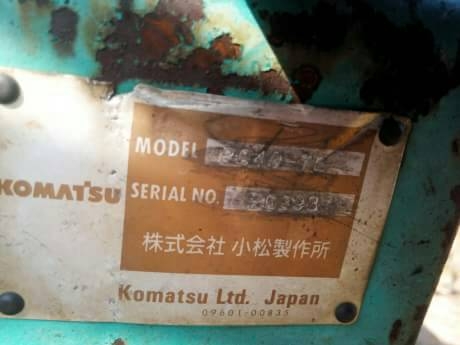 MODEL
KOMATSU
SERIAL NO.
株式会社 小松製作所
Komatsu Ltd. Japan
09601-00835